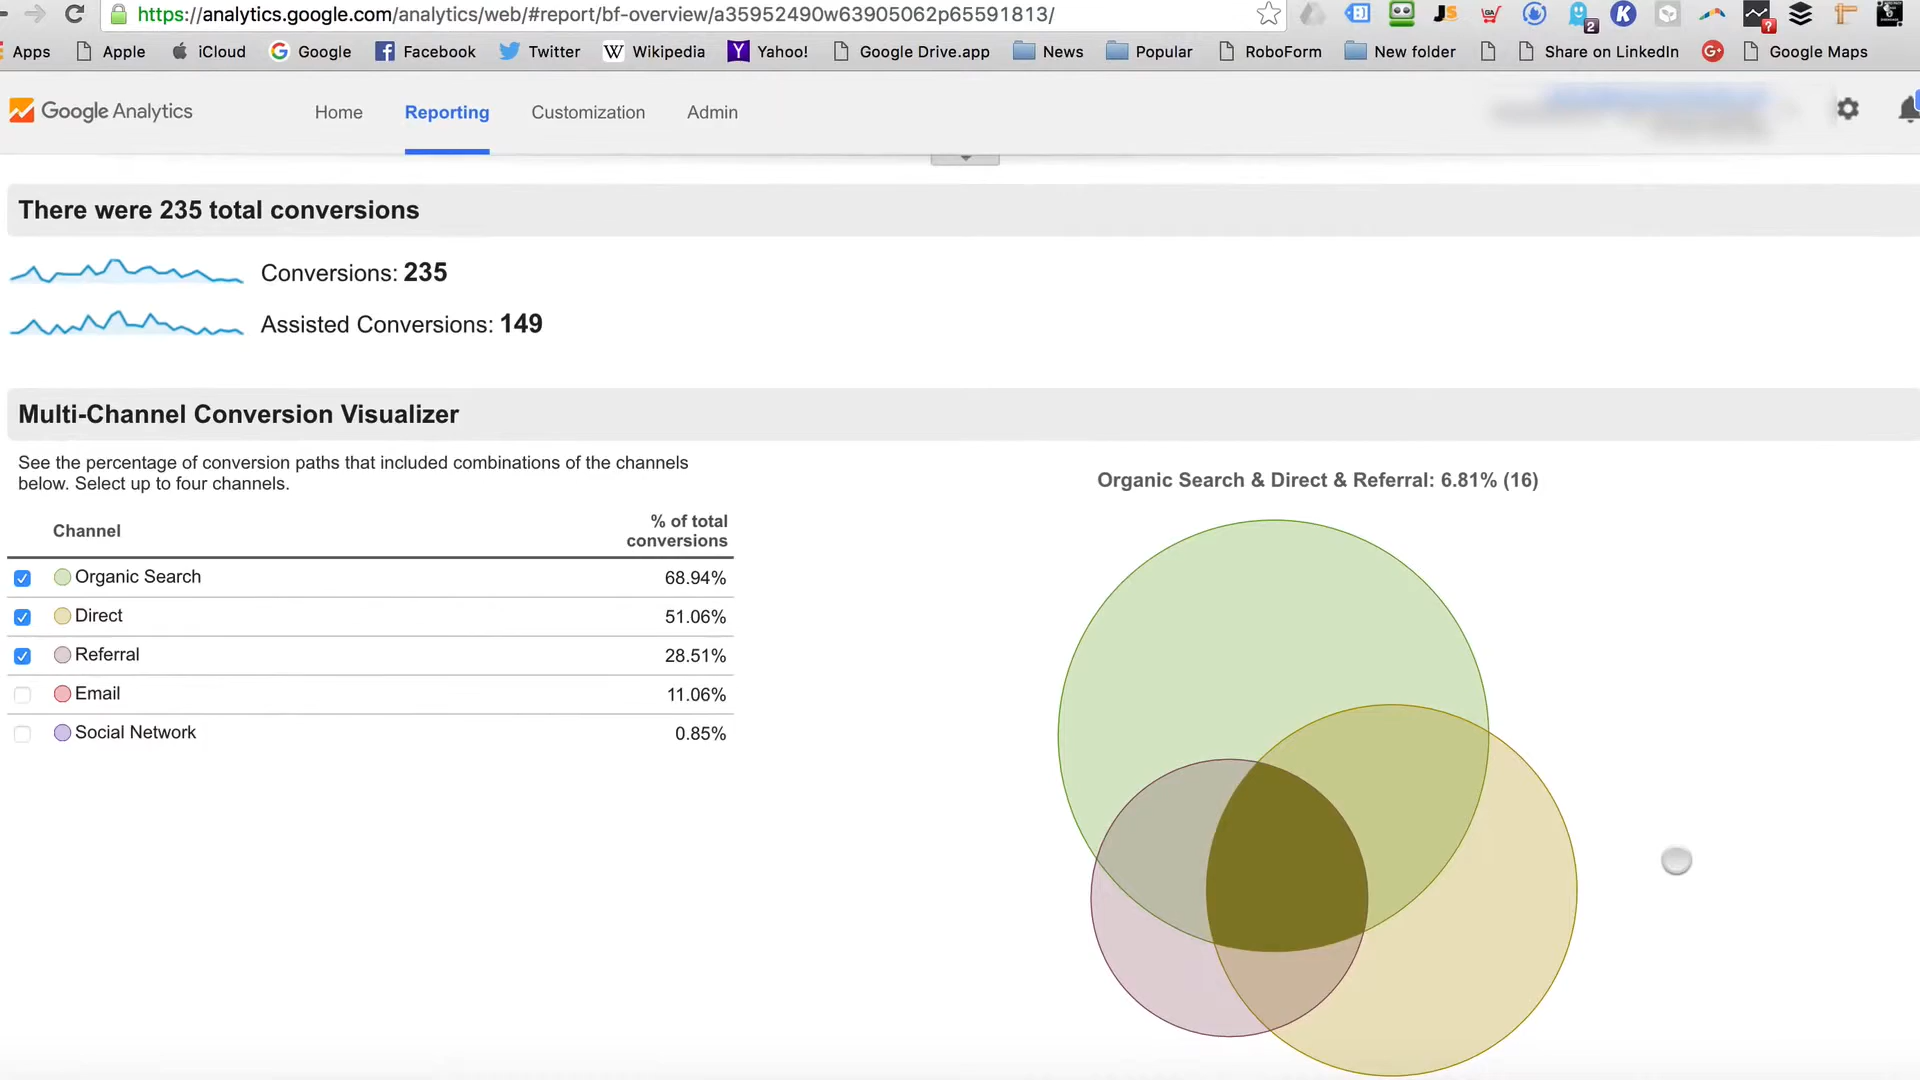 https://analytics.google.com/analytics/web/#report/bf-overview/a35952490w63905062p65591813/
JS
GA
2
K
?
Apps Apple iCloud Google Facebook Twitter Wikipedia Yahoo! Google Drive.app News Popular RoboForm New folder Share on LinkedIn Google Maps
Google Analytics Home Reporting Customization Admin
There were 235 total conversions
Conversions: 235
Assisted Conversions: 149
Multi-Channel Conversion Visualizer
See the percentage of conversion paths that included combinations of the channels
below. Select up to four channels.
Organic Search & Direct & Referral: 6.81% (16)
Channel % of total conversions
Organic Search 68.94%
Direct 51.06%
Referral 28.51%
Email 11.06%
Social Network 0.85%